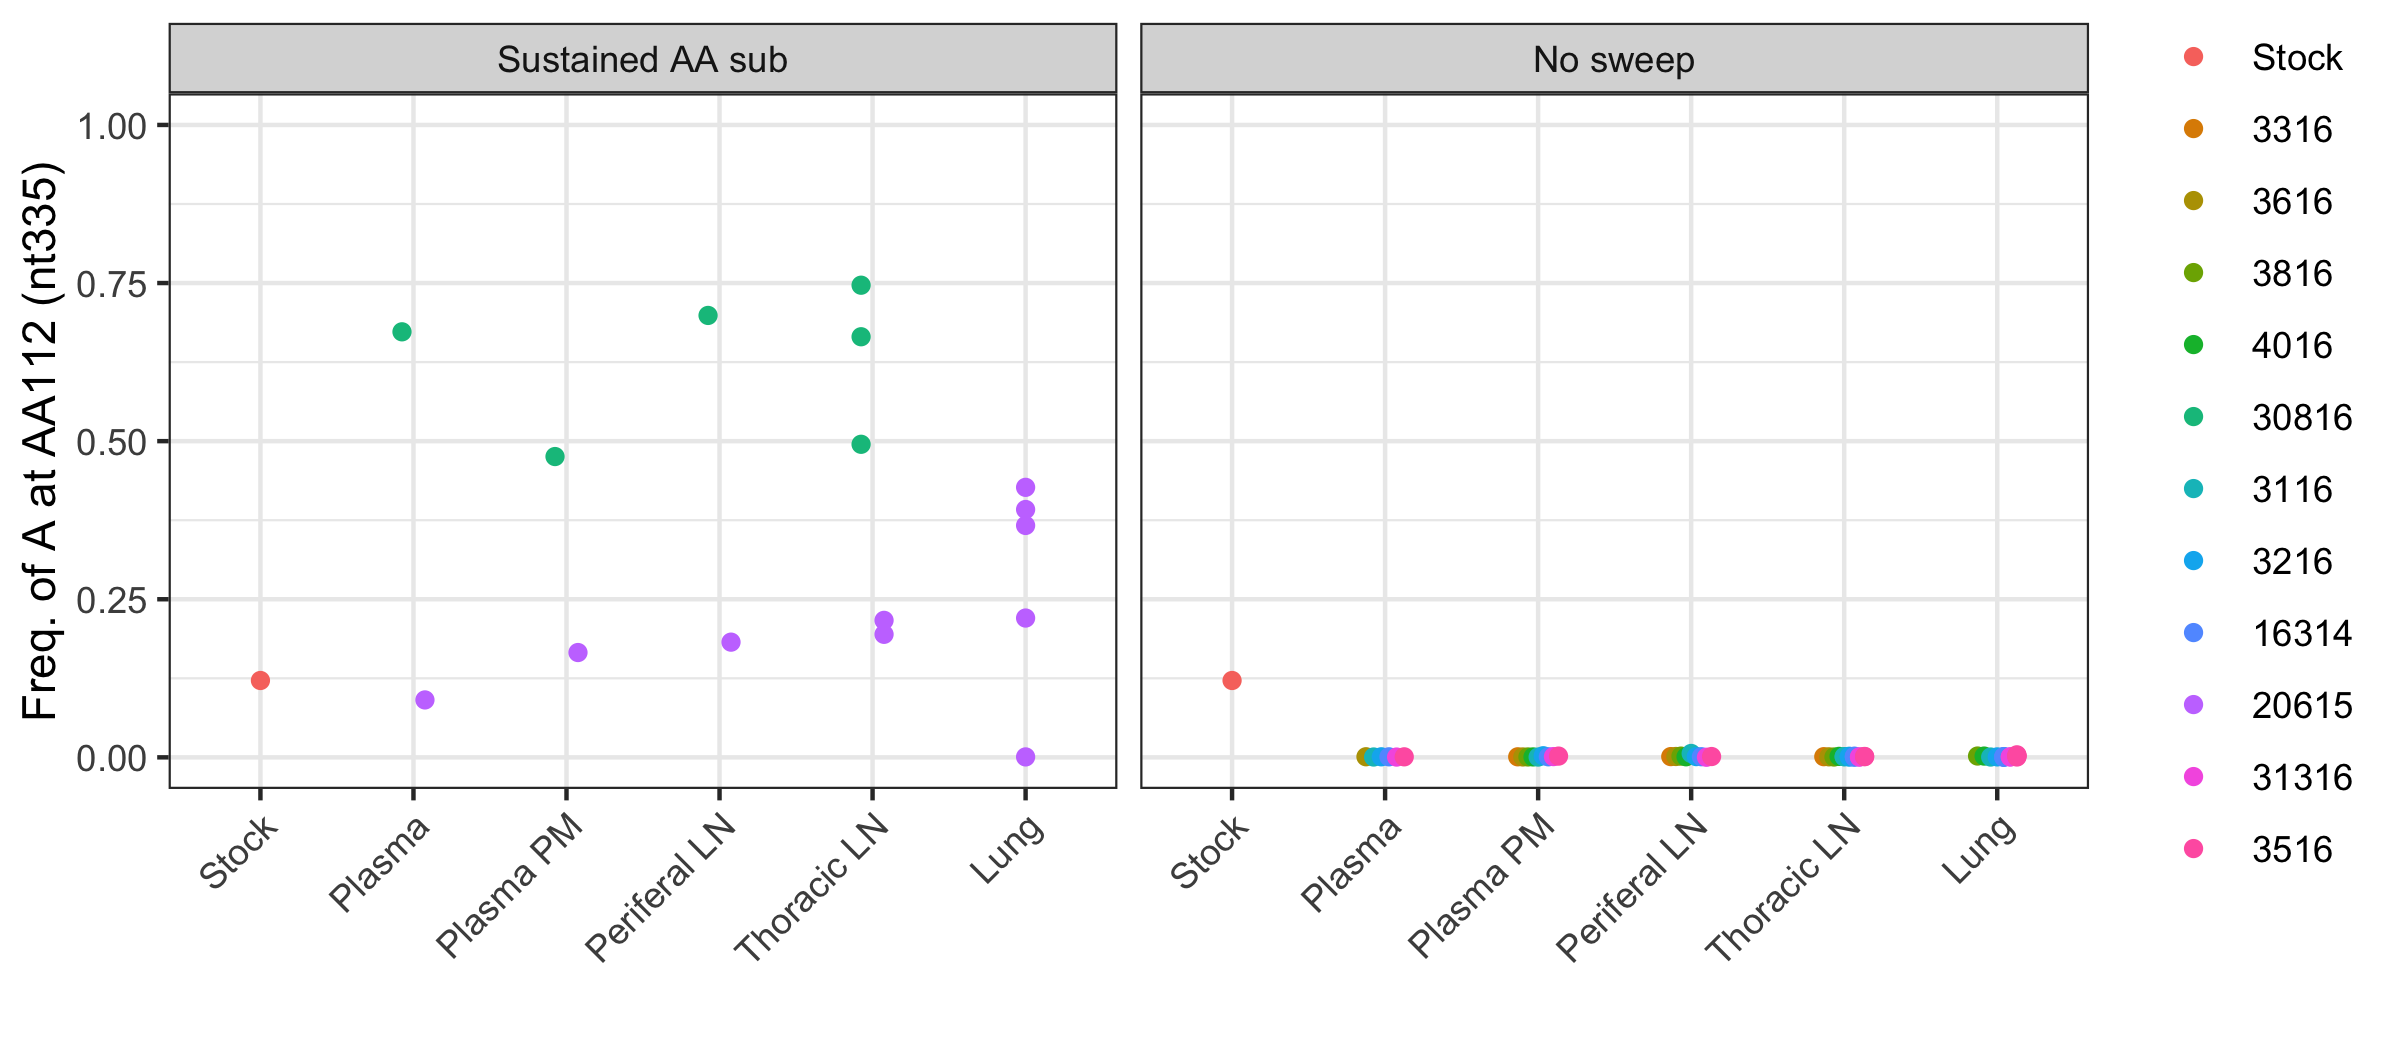 Sustained AA sub
No sweep
Freq. of A at AA112 (nt335)
1.00
0.75
0.50
0.25
0.00
Stock
Plasma
Plasma PM
Periferal LN
Thoracic LN
Lung
Stock
Plasma
Plasma PM
Periferal LN
Thoracic LN
Lung
Stock
3316
3616
3816
4016
30816
3116
3216
16314
20615
31316
3516